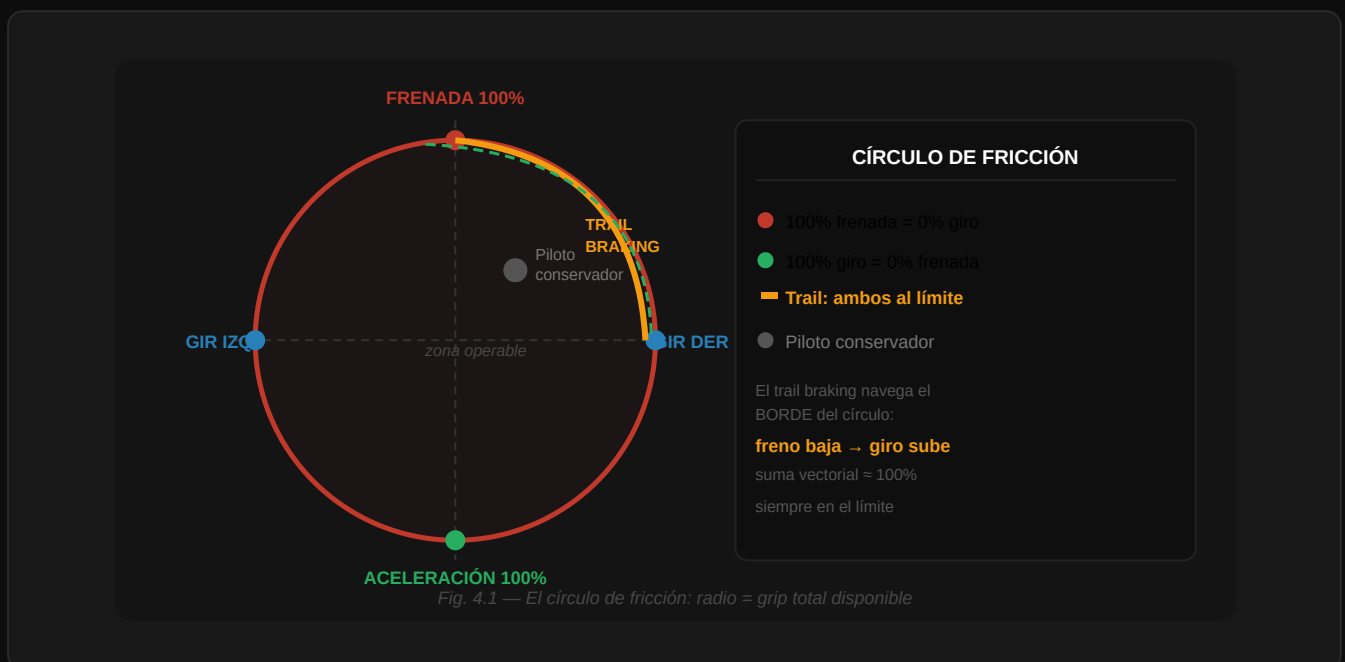 FRENADA 100%
TRAIL
BRAKING
Piloto
conservador
GIR IZQ
GIR DER
zona operable
ACELERACIÓN 100%
CÍRCULO DE FRICCIÓN
100% frenada = 0% giro
100% giro = 0% frenada
Trail: ambos al límite
Piloto conservador
El trail braking navega el
BORDE del círculo:
freno baja → giro sube
suma vectorial ≈ 100%
siempre en el límite
Fig. 4.1 — El círculo de fricción: radio = grip total disponible